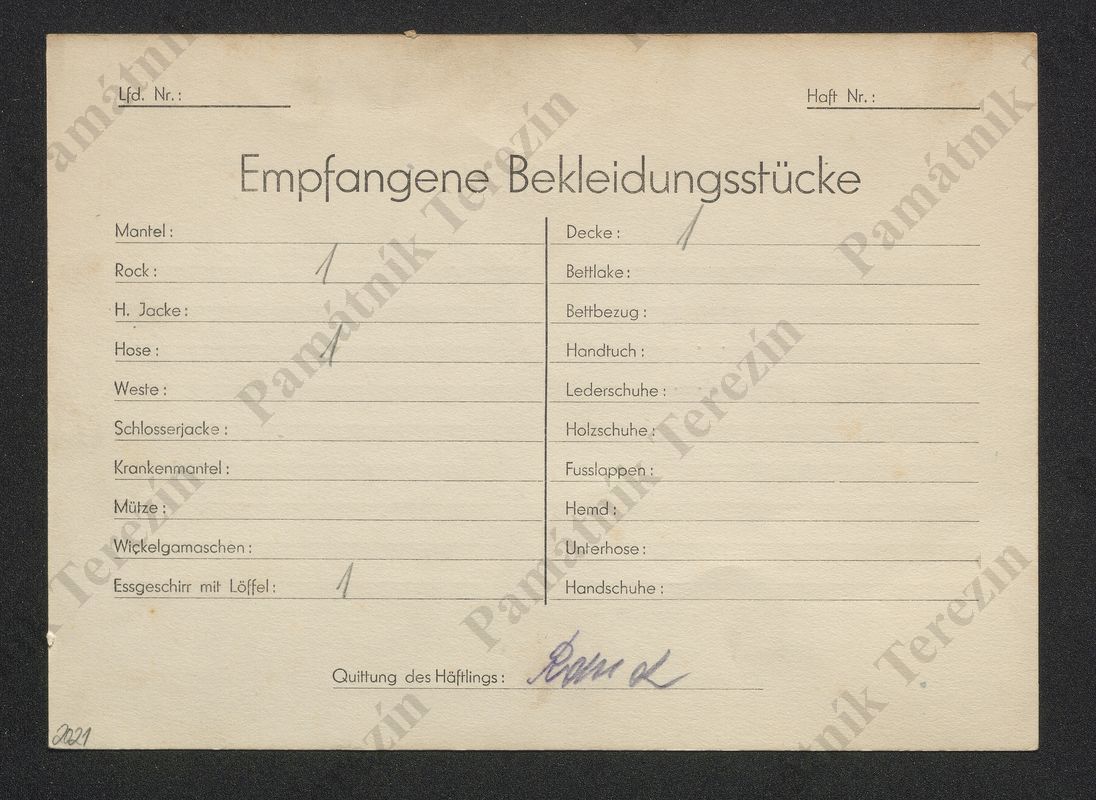 Lfd. Nr.:
Haft Nr.:
Empfangene Bekleidungsstücke
Mantel:
Rock: 1
H. Jacke:
Hose: 1
Weste:
Schlosserjacke:
Krankenmantel:
Mütze:
Wickelgamaschen:
Essgeschirr mit Löffel: 1
Decke: 1
Bettlake:
Bettbezug:
Handtuch:
Lederschuhe:
Holzschuhe:
Fusslappen:
Hemd:
Unterhose:
Handschuhe:
Quittung des Häftlings:
2021
Památník Terezín